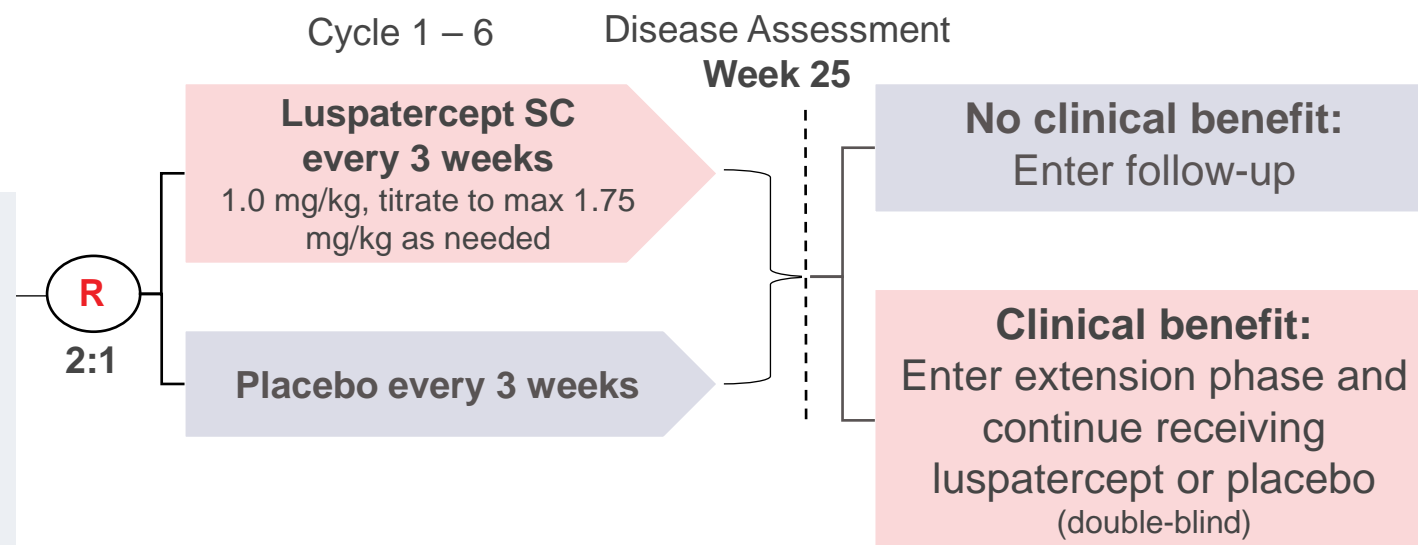 Cycle 1 – 6
Disease Assessment
Week 25
Luspatercept SC
every 3 weeks
1.0 mg/kg, titrate to max 1.75
mg/kg as needed
R
2:1
Placebo every 3 weeks
No clinical benefit:
Enter follow-up
Clinical benefit:
Enter extension phase and
continue receiving
luspatercept or placebo
(double-blind)